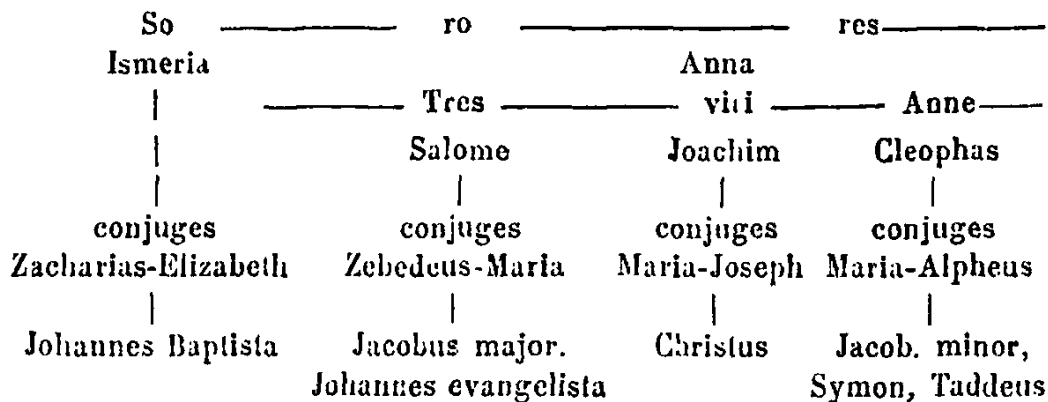 So ro res
Ismeria Anna
Tres viri Anne
Salome Joachim Cleophas
conjuges conjuges conjuges conjuges
Zacharias-Elizabeth Zebedeus-Maria Maria-Joseph Maria-Alpheus
Johannes Baptista Jacobus major. Christus Jacob. minor,
Johannes evangelista Symon, Taddeus